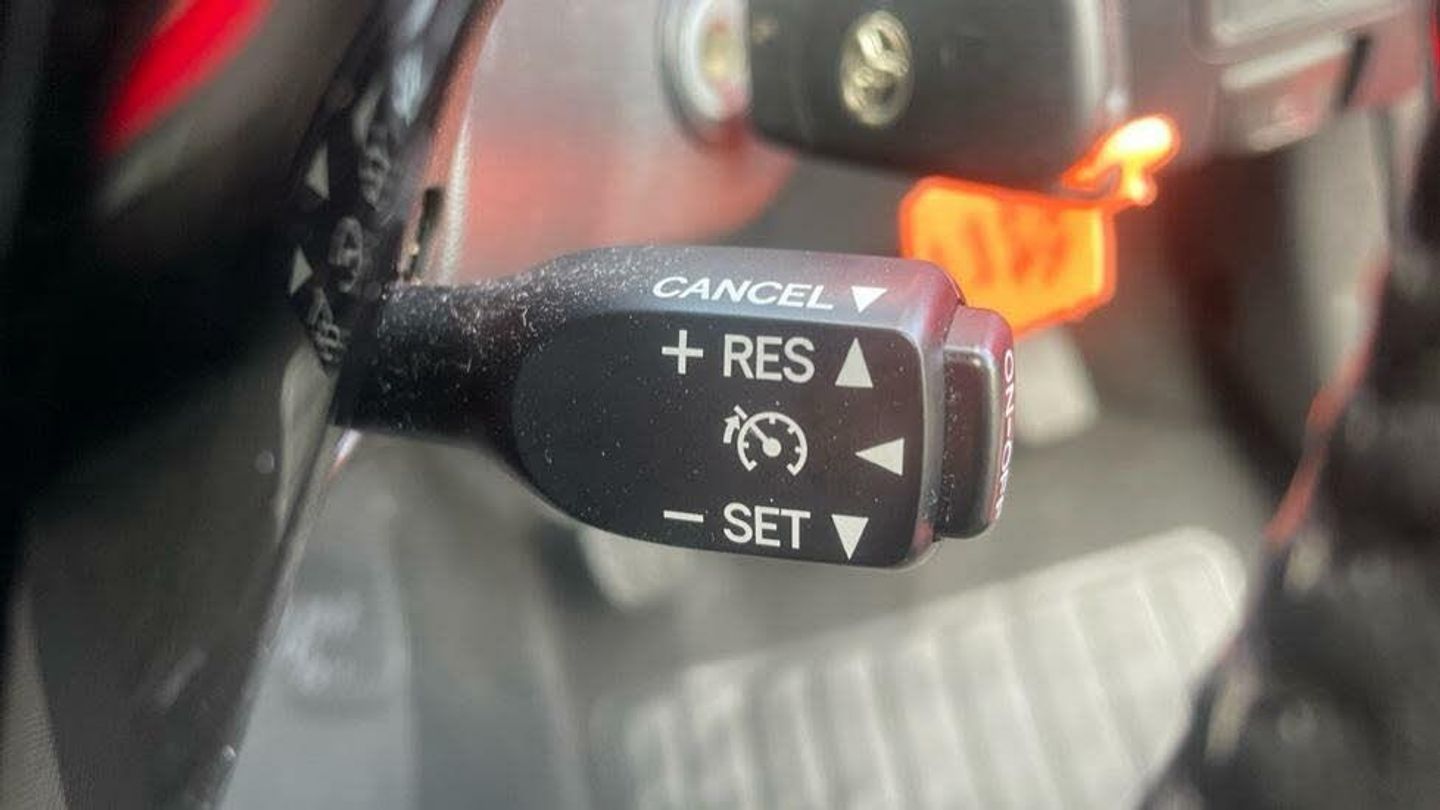 CANCEL
+ RES
ON-OFF
− SET